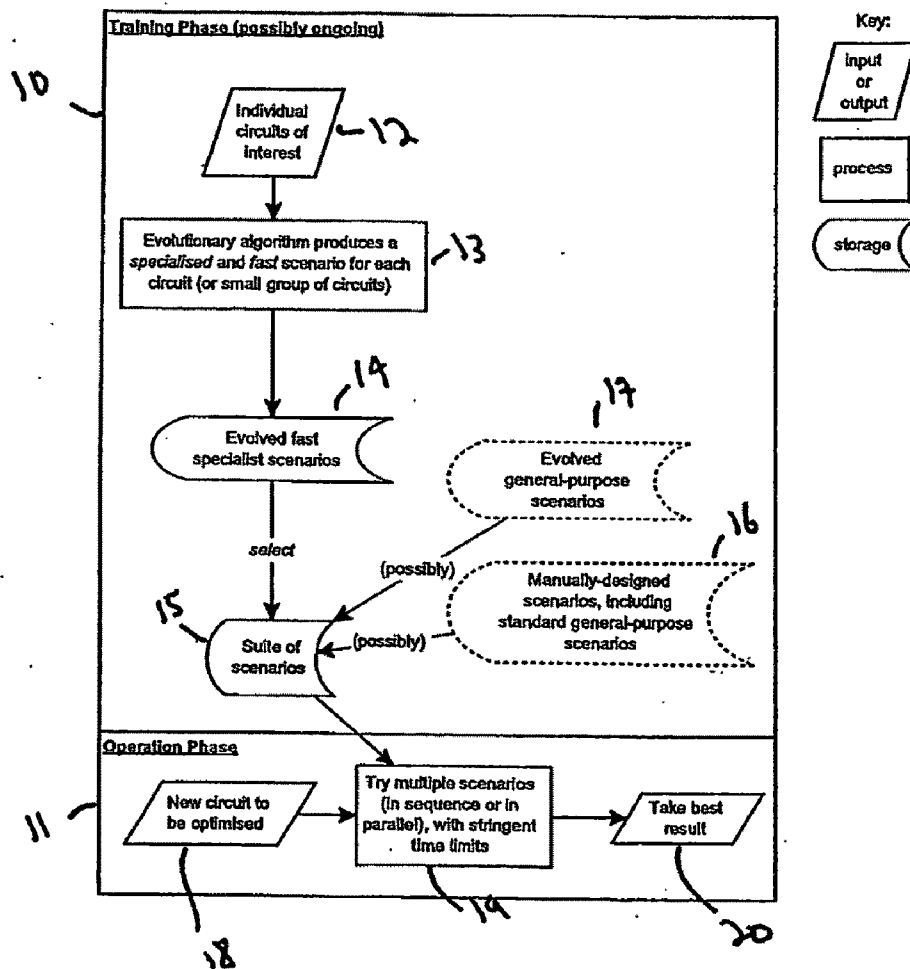 Training Phase (possibly ongoing)
Key:
10
Individual
circuits of
interest
12
input
or
output
process
storage
Evolutionary algorithm produces a
specialised and fast scenario for each
circuit (or small group of circuits)
13
14
Evolved fast
specialist scenarios
17
Evolved
general-purpose
scenarios
select
(possibly)
16
Manually-designed
scenarios, including
standard general-purpose
scenarios
15
Suite of
scenarios
(possibly)
Operation Phase
11
New circuit to
be optimised
Try multiple scenarios
(in sequence or in
parallel), with stringent
time limits
Take best
result
18
19
20